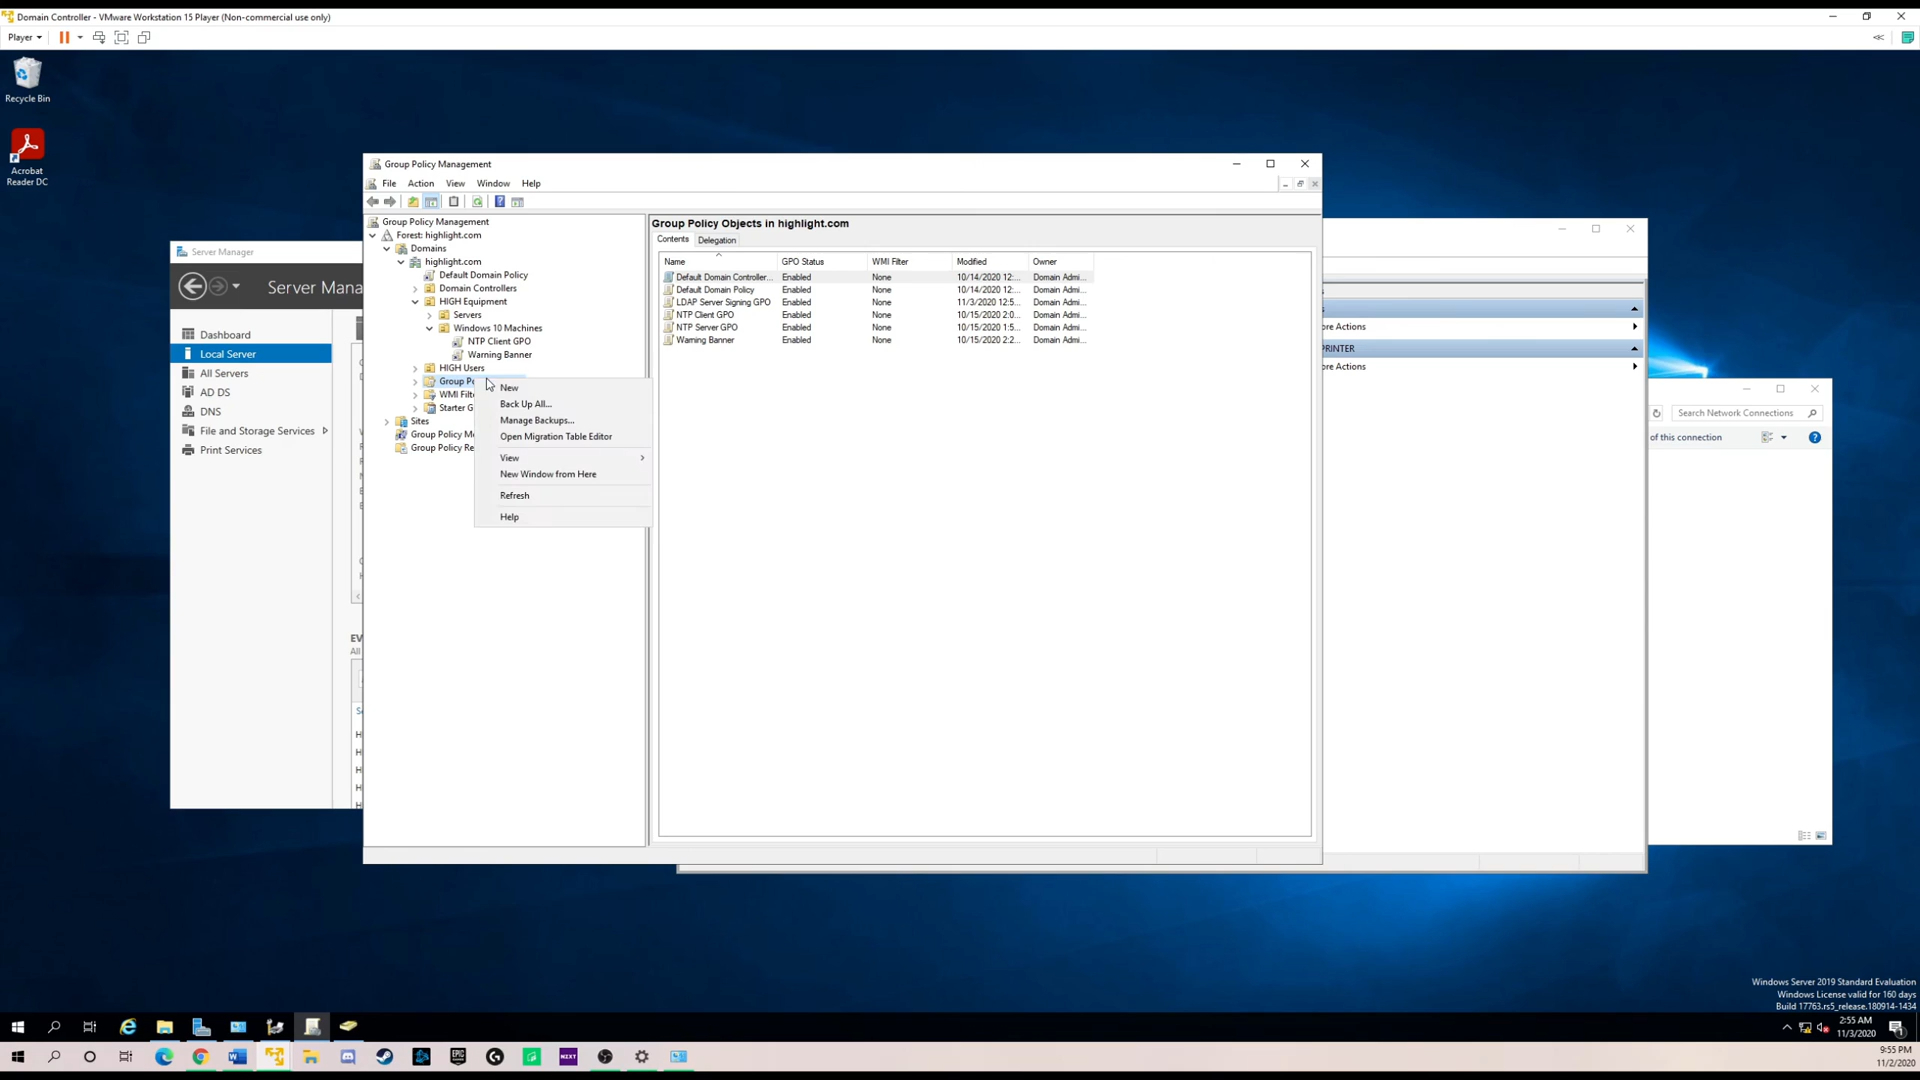 Domain Controller - VMware Workstation 15 Player (Non-commercial use only)
Player
Recycle Bin
Acrobat
Reader DC
Server Manager
Server Mana
Dashboard
Local Server
All Servers
AD DS
DNS
File and Storage Services
Print Services
EV
All
Group Policy Management
File Action View Window Help
Group Policy Management
Forest: highlight.com
Domains
highlight.com
Default Domain Policy
Domain Controllers
HIGH Equipment
Servers
Windows 10 Machines
NTP Client GPO
Warning Banner
HIGH Users
Group Po
WMI Filte
Starter G
Sites
Group Policy Mo
Group Policy Re
New
Back Up All...
Manage Backups...
Open Migration Table Editor
View
New Window from Here
Refresh
Help
Group Policy Objects in highlight.com
Contents Delegation
Name GPO Status WMI Filter Modified Owner
Default Domain Controller... Enabled None 10/14/2020 12:... Domain Admi...
Default Domain Policy Enabled None 10/14/2020 12:... Domain Admi...
LDAP Server Signing GPO Enabled None 11/3/2020 12:5... Domain Admi...
NTP Client GPO Enabled None 10/15/2020 2:0... Domain Admi...
NTP Server GPO Enabled None 10/15/2020 1:5... Domain Admi...
Warning Banner Enabled None 10/15/2020 2:2... Domain Admi...
s
ore Actions
PRINTER
ore Actions
Search Network Connections
of this connection
Windows Server 2019 Standard Evaluation
Windows License valid for 160 days
Build 17763.rs5_release.180914-1434
2:55 AM
11/3/2020
NZXT
EPIC
9:55 PM
11/2/2020